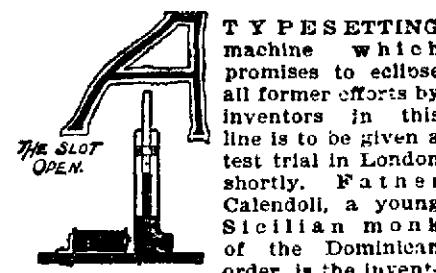 A TYPESETTING
machine which
promises to eclipse
all former efforts by
inventors in this
line is to be given a
test trial in London
shortly. Father
Calendoli, a young
Sicilian monk
of the Dominican
order, is the invent-
THE SLOT
OPEN.